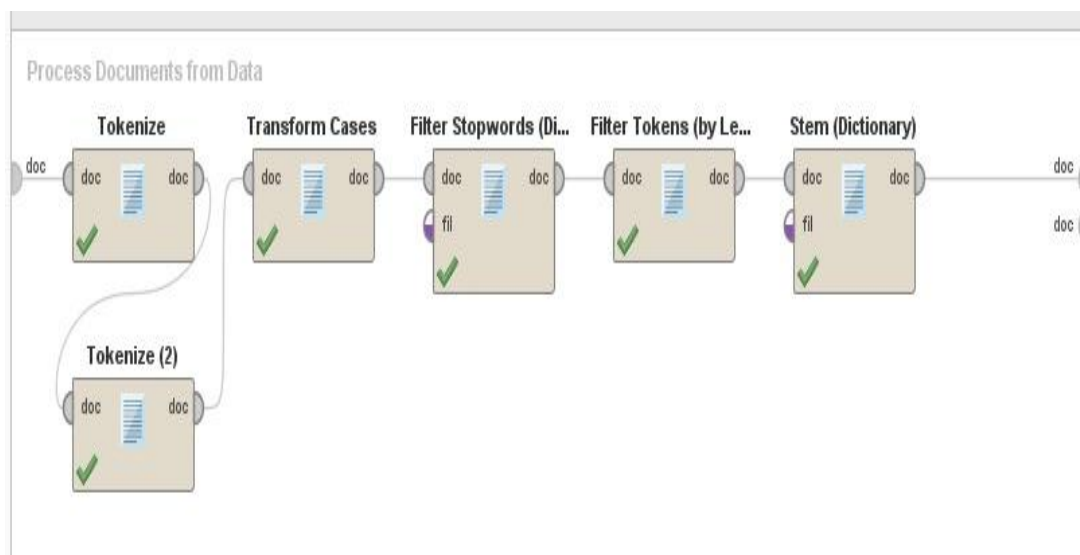 Process Documents from Data
Tokenize
Transform Cases
Filter Stopwords (Di...
Filter Tokens (by Le...
Stem (Dictionary)
doc
doc doc
doc doc
doc doc
doc doc
doc doc
doc
fil
fil
doc
Tokenize (2)
doc doc